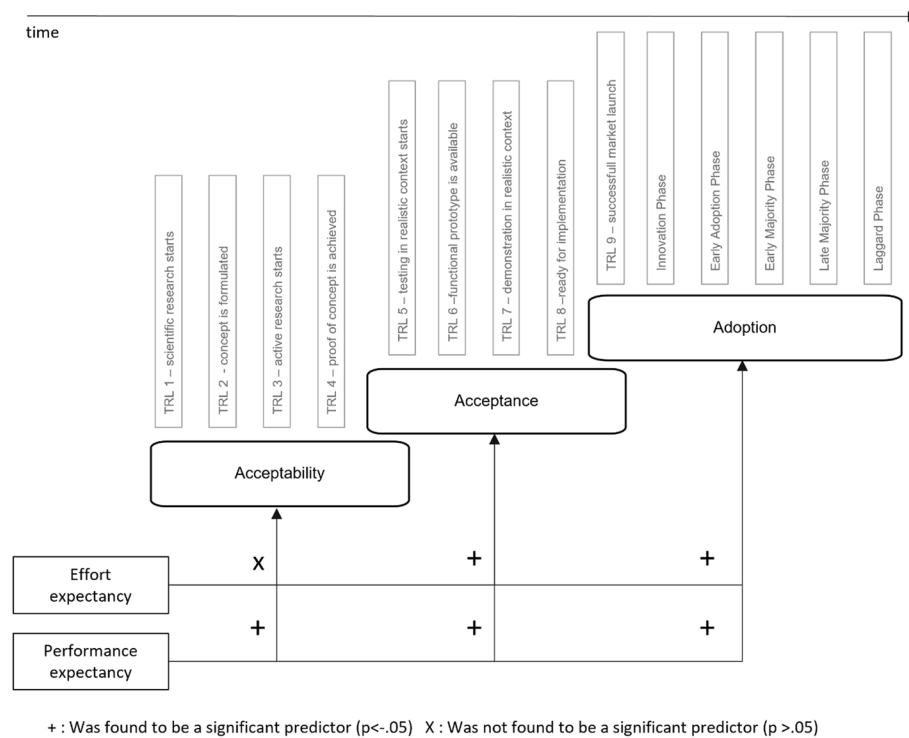 time
TRL 1 – scientific research starts
TRL 2 - concept is formulated
TRL 3 – active research starts
TRL 4 – proof of concept is achieved
TRL 5 – testing in realistic context starts
TRL 6 –functional prototype is available
TRL 7 – demonstration in realistic context
TRL 8 –ready for implementation
TRL 9 – successfull market launch
Innovation Phase
Early Adoption Phase
Early Majority Phase
Late Majority Phase
Laggard Phase
Adoption
Acceptance
Acceptability
Effort
expectancy
x
+
+
Performance
expectancy
+
+
+
+ : Was found to be a significant predictor (p<-.05) X : Was not found to be a significant predictor (p >.05)